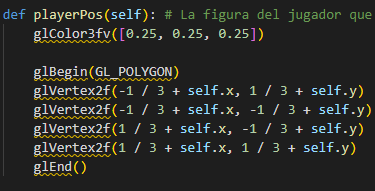 def playerPos(self): # La figura del jugador que
glColor3fv([0.25, 0.25, 0.25])
glBegin(GL_POLYGON)
glVertex2f(-1 / 3 + self.x, 1 / 3 + self.y)
glVertex2f(-1 / 3 + self.x, -1 / 3 + self.y)
glVertex2f(1 / 3 + self.x, -1 / 3 + self.y)
glVertex2f(1 / 3 + self.x, 1 / 3 + self.y)
glEnd()